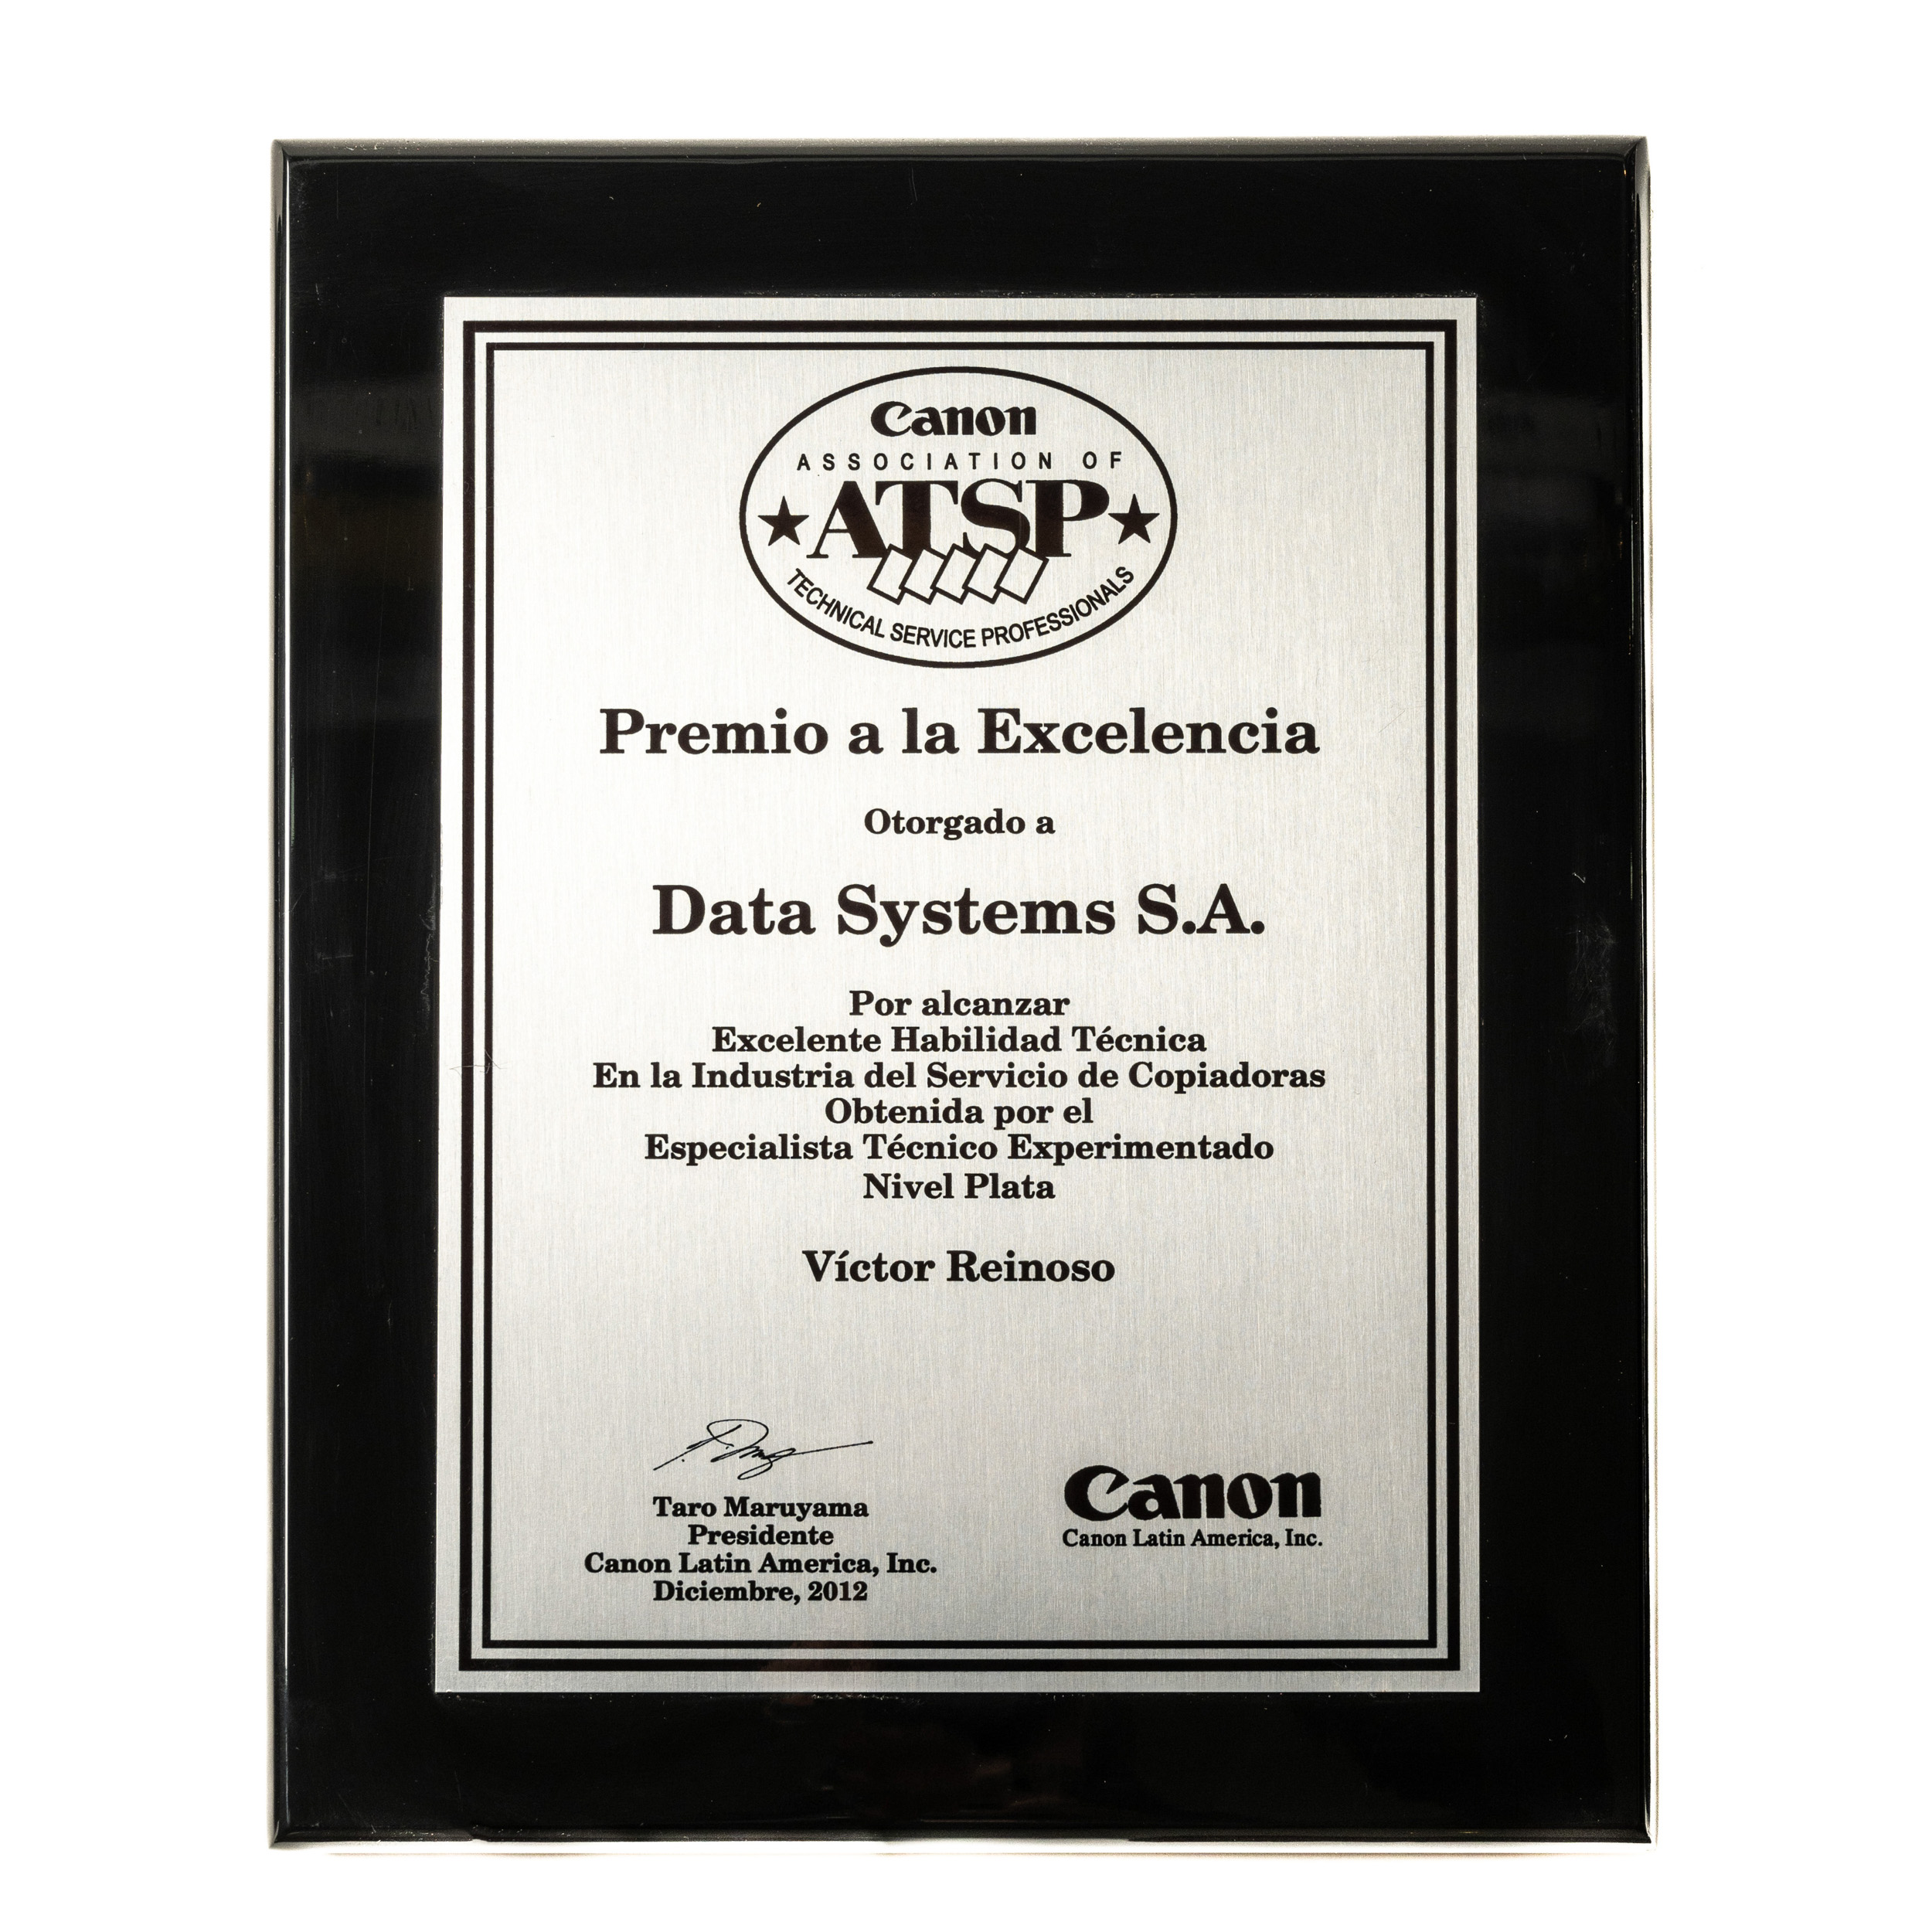 Canon
ASSOCIATION OF
ATSP
TECHNICAL SERVICE PROFESSIONALS
Premio a la Excelencia
Otorgado a
Data Systems S.A.
Por alcanzar
Excelente Habilidad Técnica
En la Industria del Servicio de Copiadoras
Obtenida por el
Especialista Técnico Experimentado
Nivel Plata
Víctor Reinoso
Taro Maruyama
Presidente
Canon Latin America, Inc.
Diciembre, 2012
Canon
Canon Latin America, Inc.